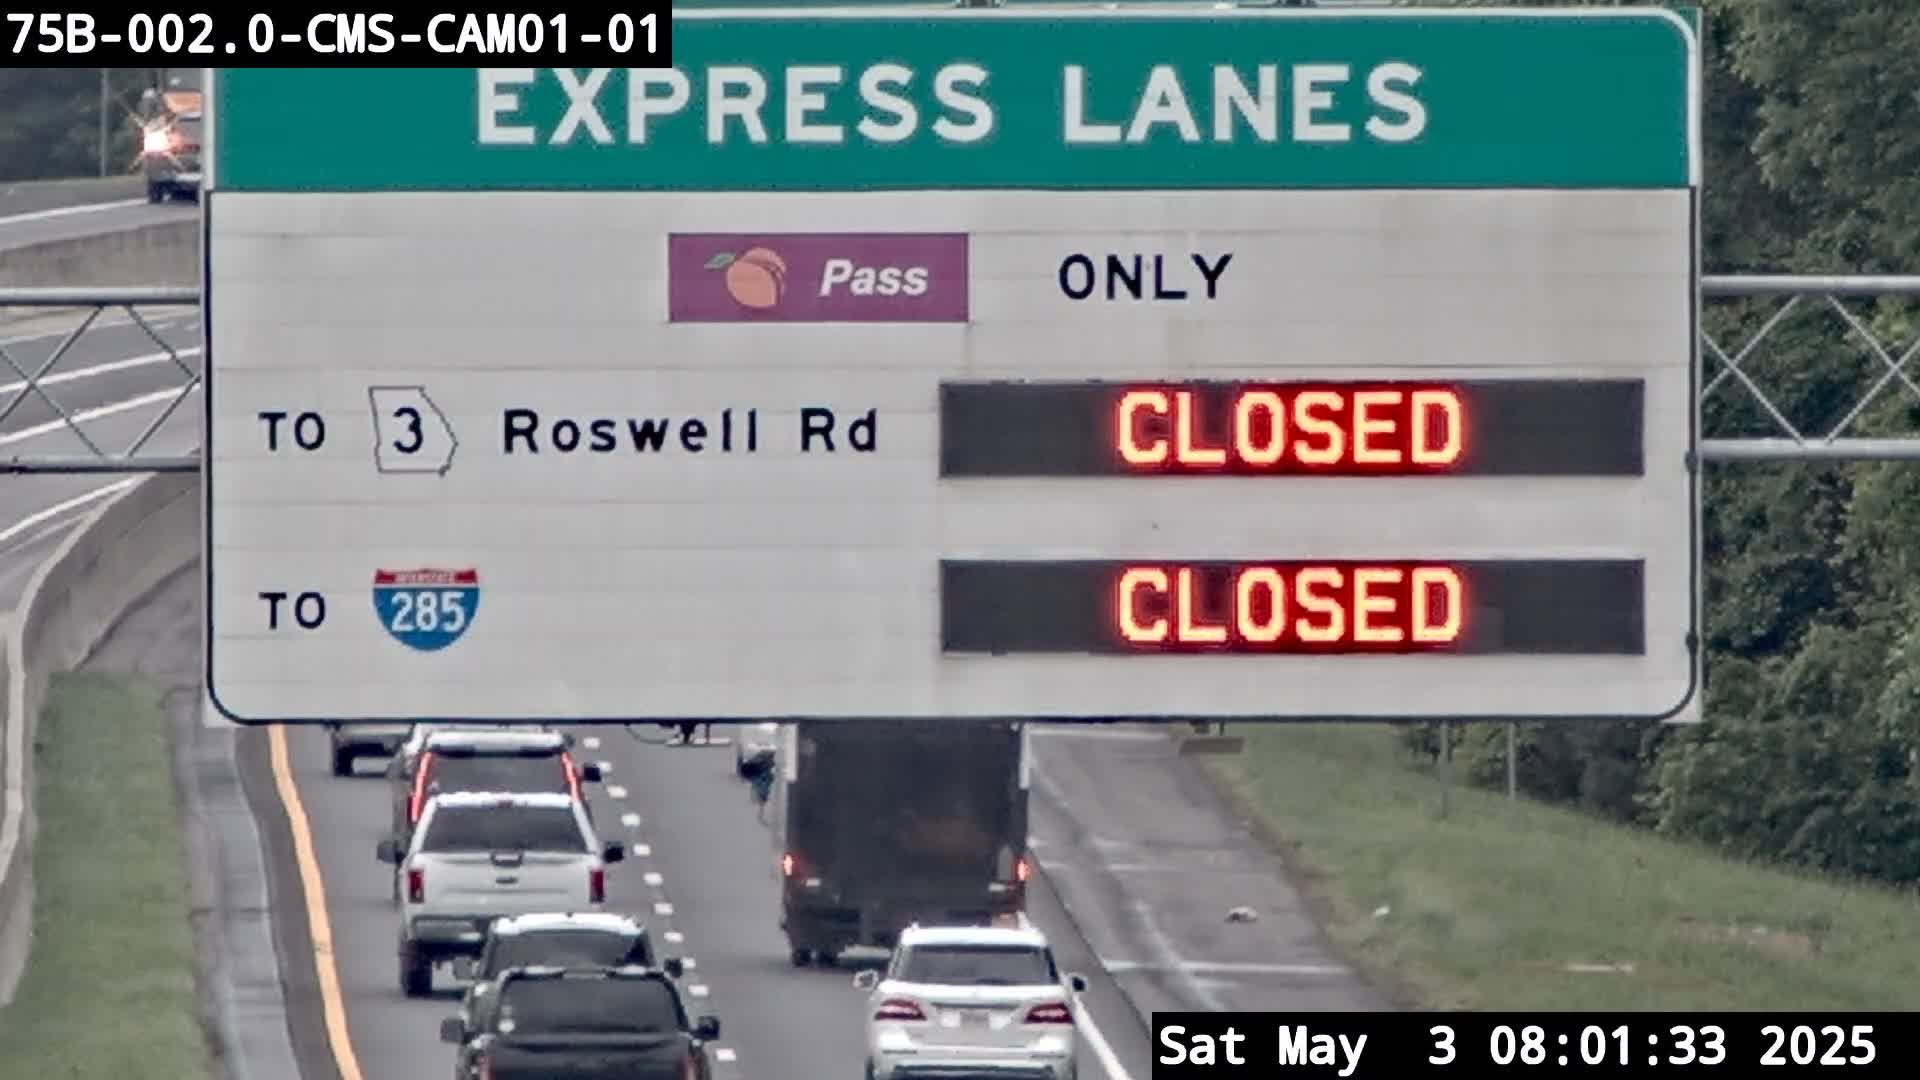 75B-002.0-CMS-CAM01-01
EXPRESS LANES
Pass ONLY
TO 3 Roswell Rd CLOSED
INTERSTATE
TO 285 CLOSED
Sat May 3 08:01:33 2025